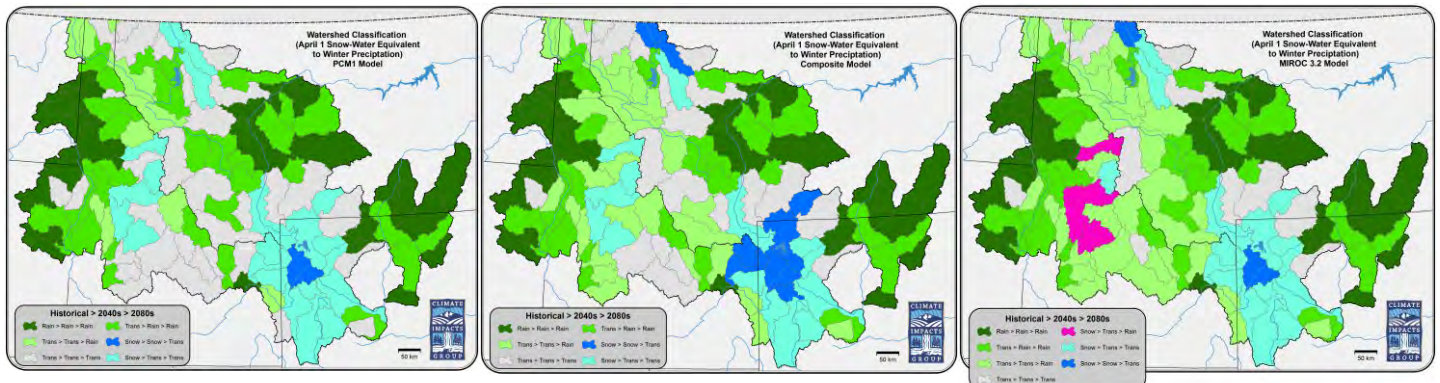 Watershed Classification
(April 1 Snow-Water Equivalent
to Winter Preciptation)
PCM1 Model
Historical > 2040s > 2080s
Rain > Rain > Rain
Trans > Rain > Rain
Trans > Trans > Rain
Snow > Snow > Trans
Trans > Trans > Trans
Snow > Trans > Trans
CLIMATE
IMPACTS
GROUP
50 km
Watershed Classification
(April 1 Snow-Water Equivalent
to Winter Preciptation)
Composite Model
Historical > 2040s > 2080s
Rain > Rain > Rain
Trans > Rain > Rain
Trans > Trans > Rain
Snow > Snow > Trans
Trans > Trans > Trans
Snow > Trans > Trans
CLIMATE
IMPACTS
GROUP
50 km
Watershed Classification
(April 1 Snow-Water Equivalent
to Winter Preciptation)
MIROC 3.2 Model
Historical > 2040s > 2080s
Rain > Rain > Rain
Snow > Trans > Rain
Trans > Rain > Rain
Snow > Trans > Trans
Trans > Trans > Rain
Snow > Snow > Trans
Trans > Trans > Trans
CLIMATE
IMPACTS
GROUP
50 km